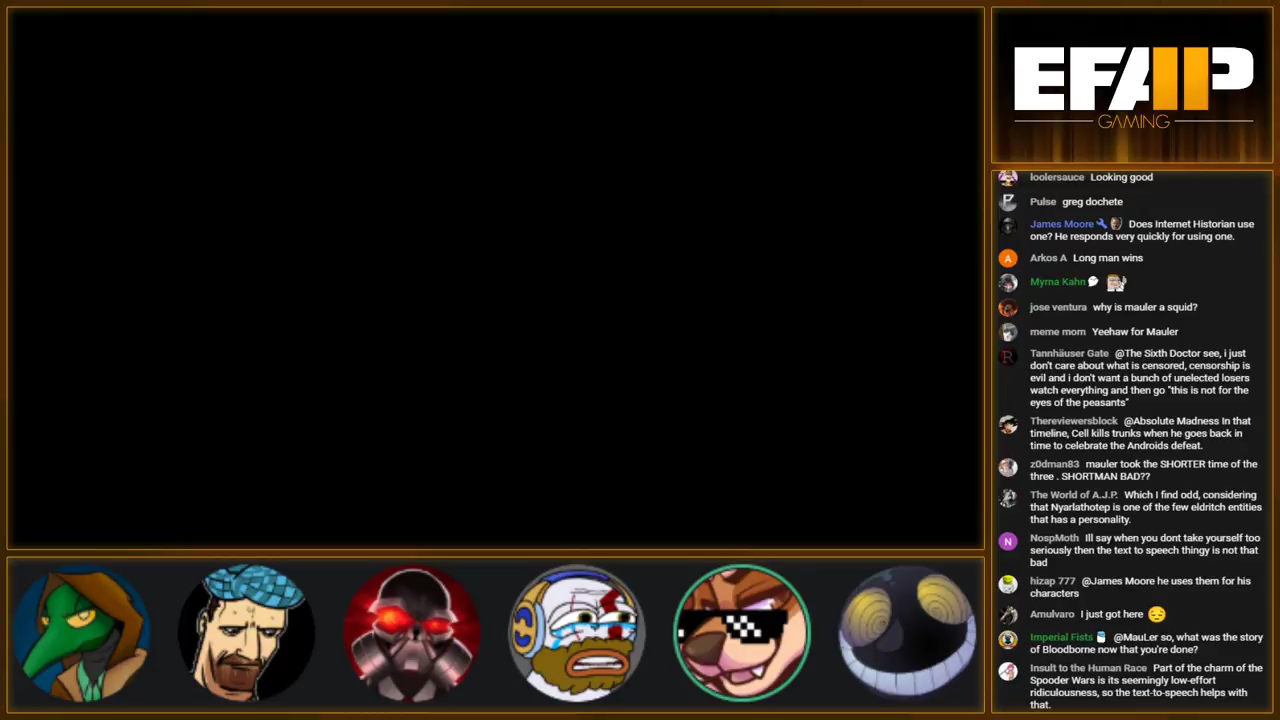 EFAP
GAMING
loolersauce Looking good
Pulse greg dochete
James Moore Does Internet Historian use
one? He responds very quickly for using one.
Arkos A Long man wins
Myrna Kahn
jose ventura why is mauler a squid?
meme mom Yeehaw for Mauler
Tannhäuser Gate @The Sixth Doctor see, i just
don't care about what is censored, censorship is
evil and i don't want a bunch of unelected losers
watch everything and then go "this is not for the
eyes of the peasants"
Thereviewersblock @Absolute Madness In that
timeline, Cell kills trunks when he goes back in
time to celebrate the Androids defeat.
z0dman83 mauler took the SHORTER time of the
three . SHORTMAN BAD??
The World of A.J.P. Which I find odd, considering
that Nyarlathotep is one of the few eldritch entities
that has a personality.
N
NospMoth Ill say when you dont take yourself too
seriously then the text to speech thingy is not that
bad
hizap 777 @James Moore he uses them for his
characters
Amulvaro I just got here
Imperial Fists @MauLer so, what was the story
of Bloodborne now that you're done?
Insult to the Human Race Part of the charm of the
Spooder Wars is its seemingly low-effort
ridiculousness, so the text-to-speech helps with
that.